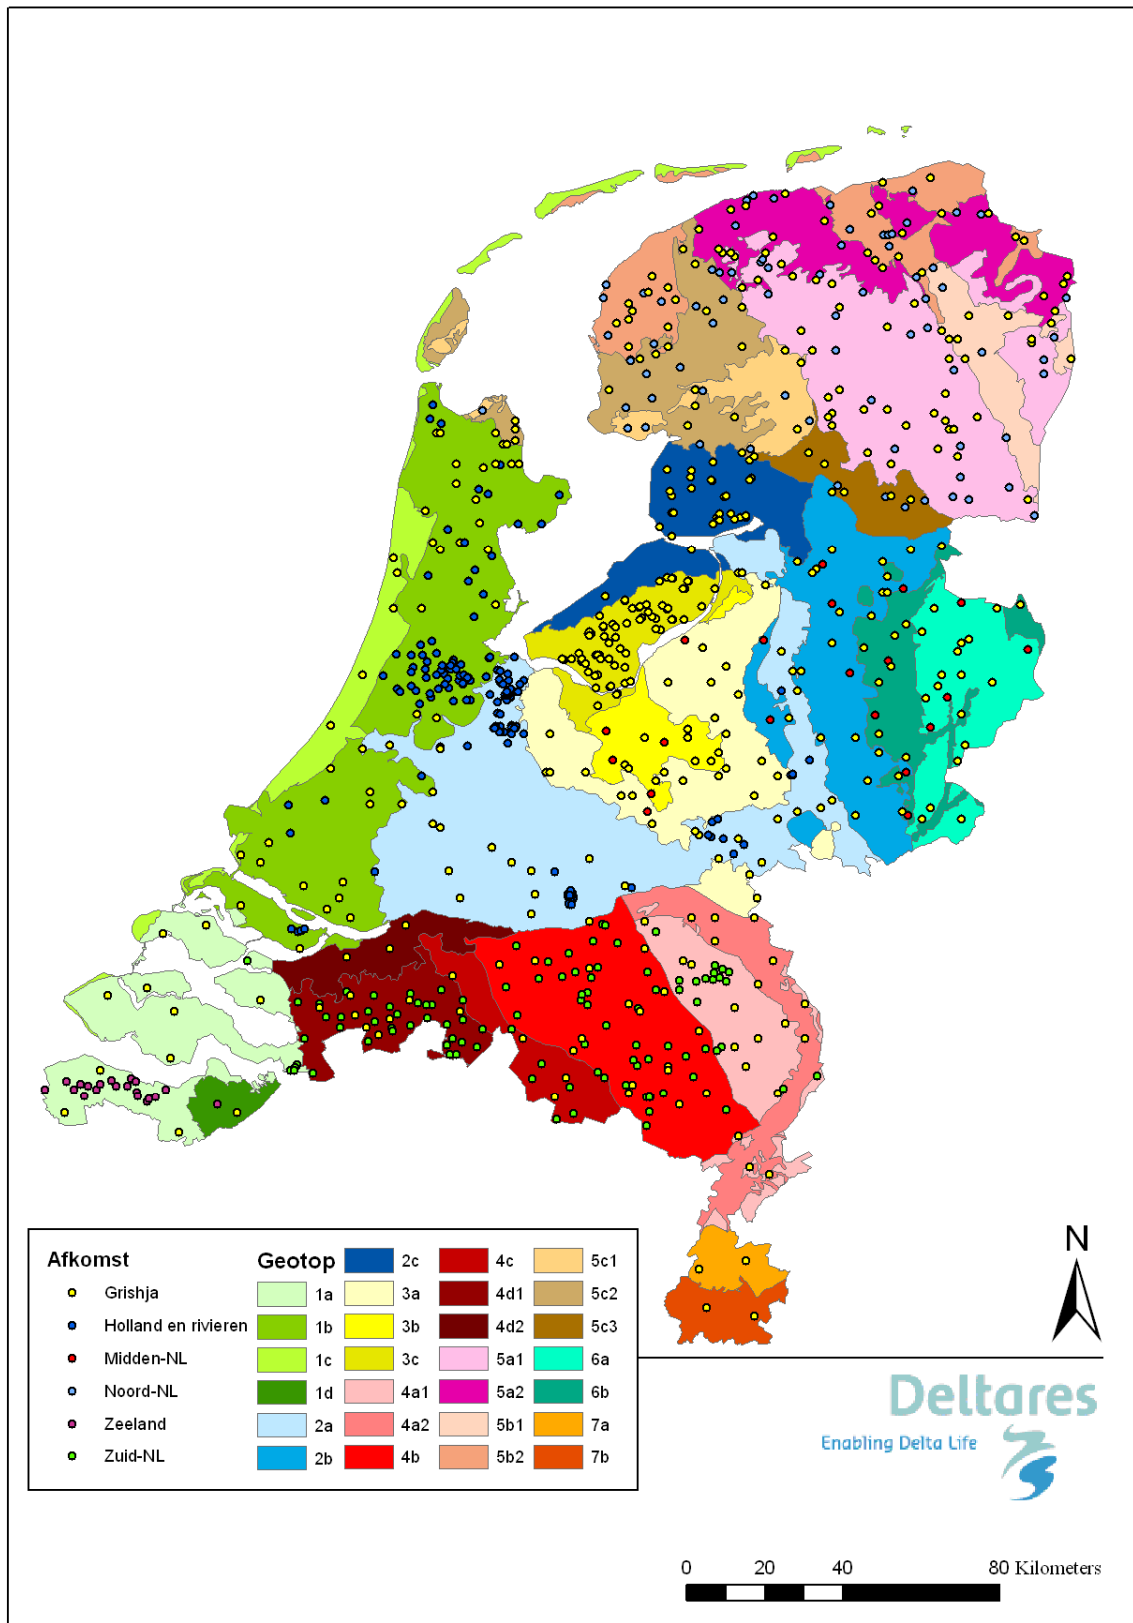 N
Afkomst
Grishja
Holland en rivieren
Midden-NL
Noord-NL
Zeeland
Zuid-NL
Geotop
1a
1b
1c
1d
2a
2b
2c
3a
3b
3c
4a1
4a2
4b
4c
4d1
4d2
5a1
5a2
5b1
5b2
5c1
5c2
5c3
6a
6b
7a
7b
Deltares
Enabling Delta Life
0 20 40 80 Kilometers